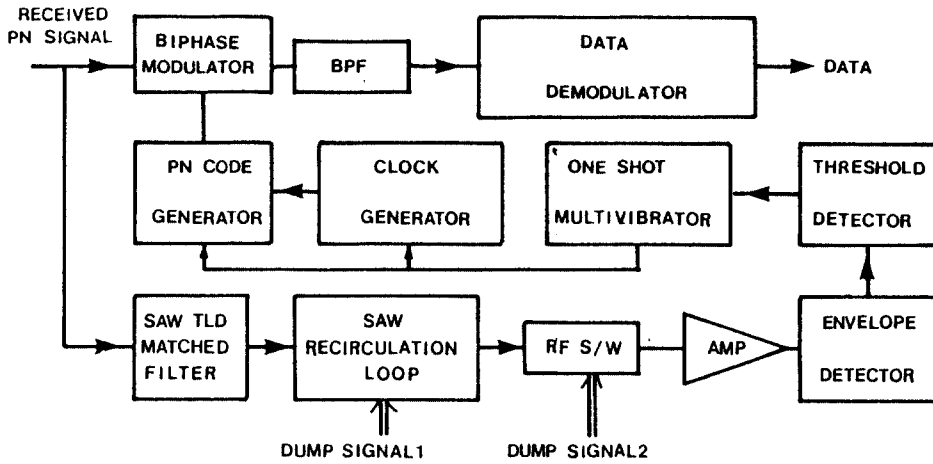 RECEIVED
PN SIGNAL
BIPHASE
MODULATOR
BPF
DATA
DEMODULATOR
DATA
PN CODE
GENERATOR
CLOCK
GENERATOR
ONE SHOT
MULTIVIBRATOR
THRESHOLD
DETECTOR
SAW TLD
MATCHED
FILTER
SAW
RECIRCULATION
LOOP
RF S/W
AMP
ENVELOPE
DETECTOR
DUMP SIGNAL1
DUMP SIGNAL2